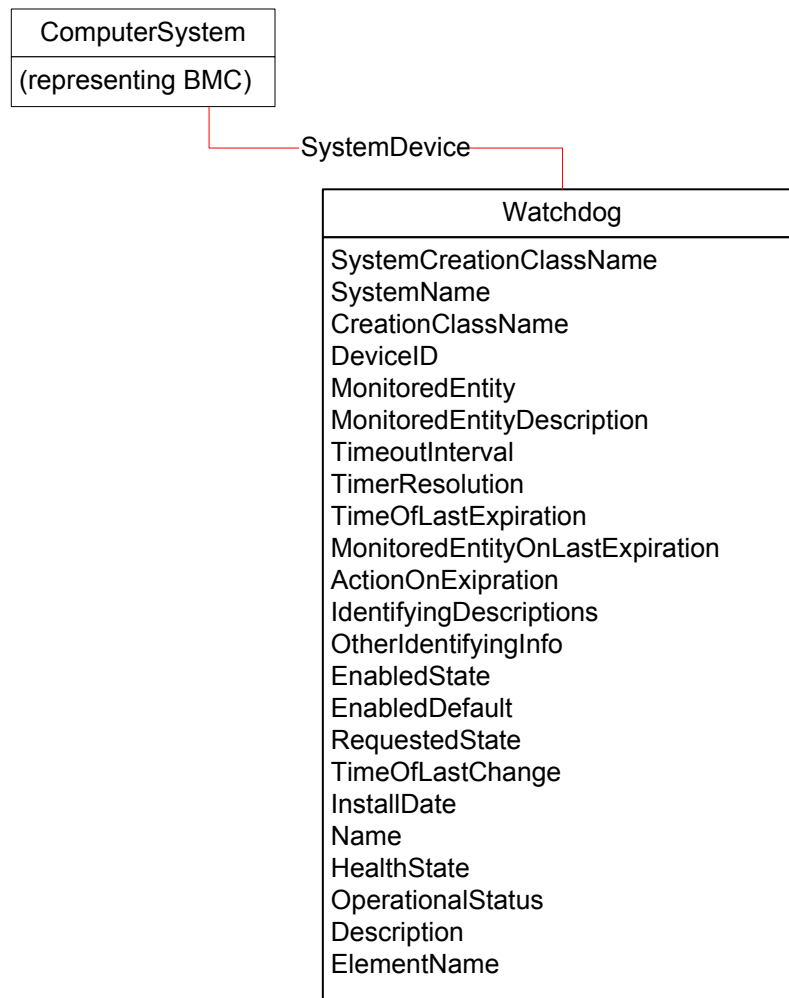 ComputerSystem
(representing BMC)
SystemDevice
Watchdog
SystemCreationClassName
SystemName
CreationClassName
DeviceID
MonitoredEntity
MonitoredEntityDescription
TimeoutInterval
TimerResolution
TimeOfLastExpiration
MonitoredEntityOnLastExpiration
ActionOnExipration
IdentifyingDescriptions
OtherIdentifyingInfo
EnabledState
EnabledDefault
RequestedState
TimeOfLastChange
InstallDate
Name
HealthState
OperationalStatus
Description
ElementName